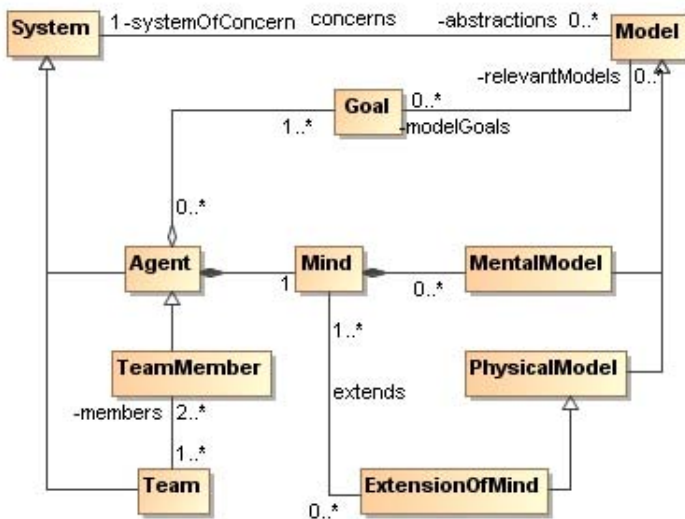 System
1
-systemOfConcern
concerns
-abstractions
0..*
Model
-relevantModels
0..*
Goal
0..*
1..*
-modelGoals
0..*
Agent
1
Mind
0..*
MentalModel
1..*
TeamMember
PhysicalModel
-members
2..*
extends
1..*
Team
0..*
ExtensionOfMind